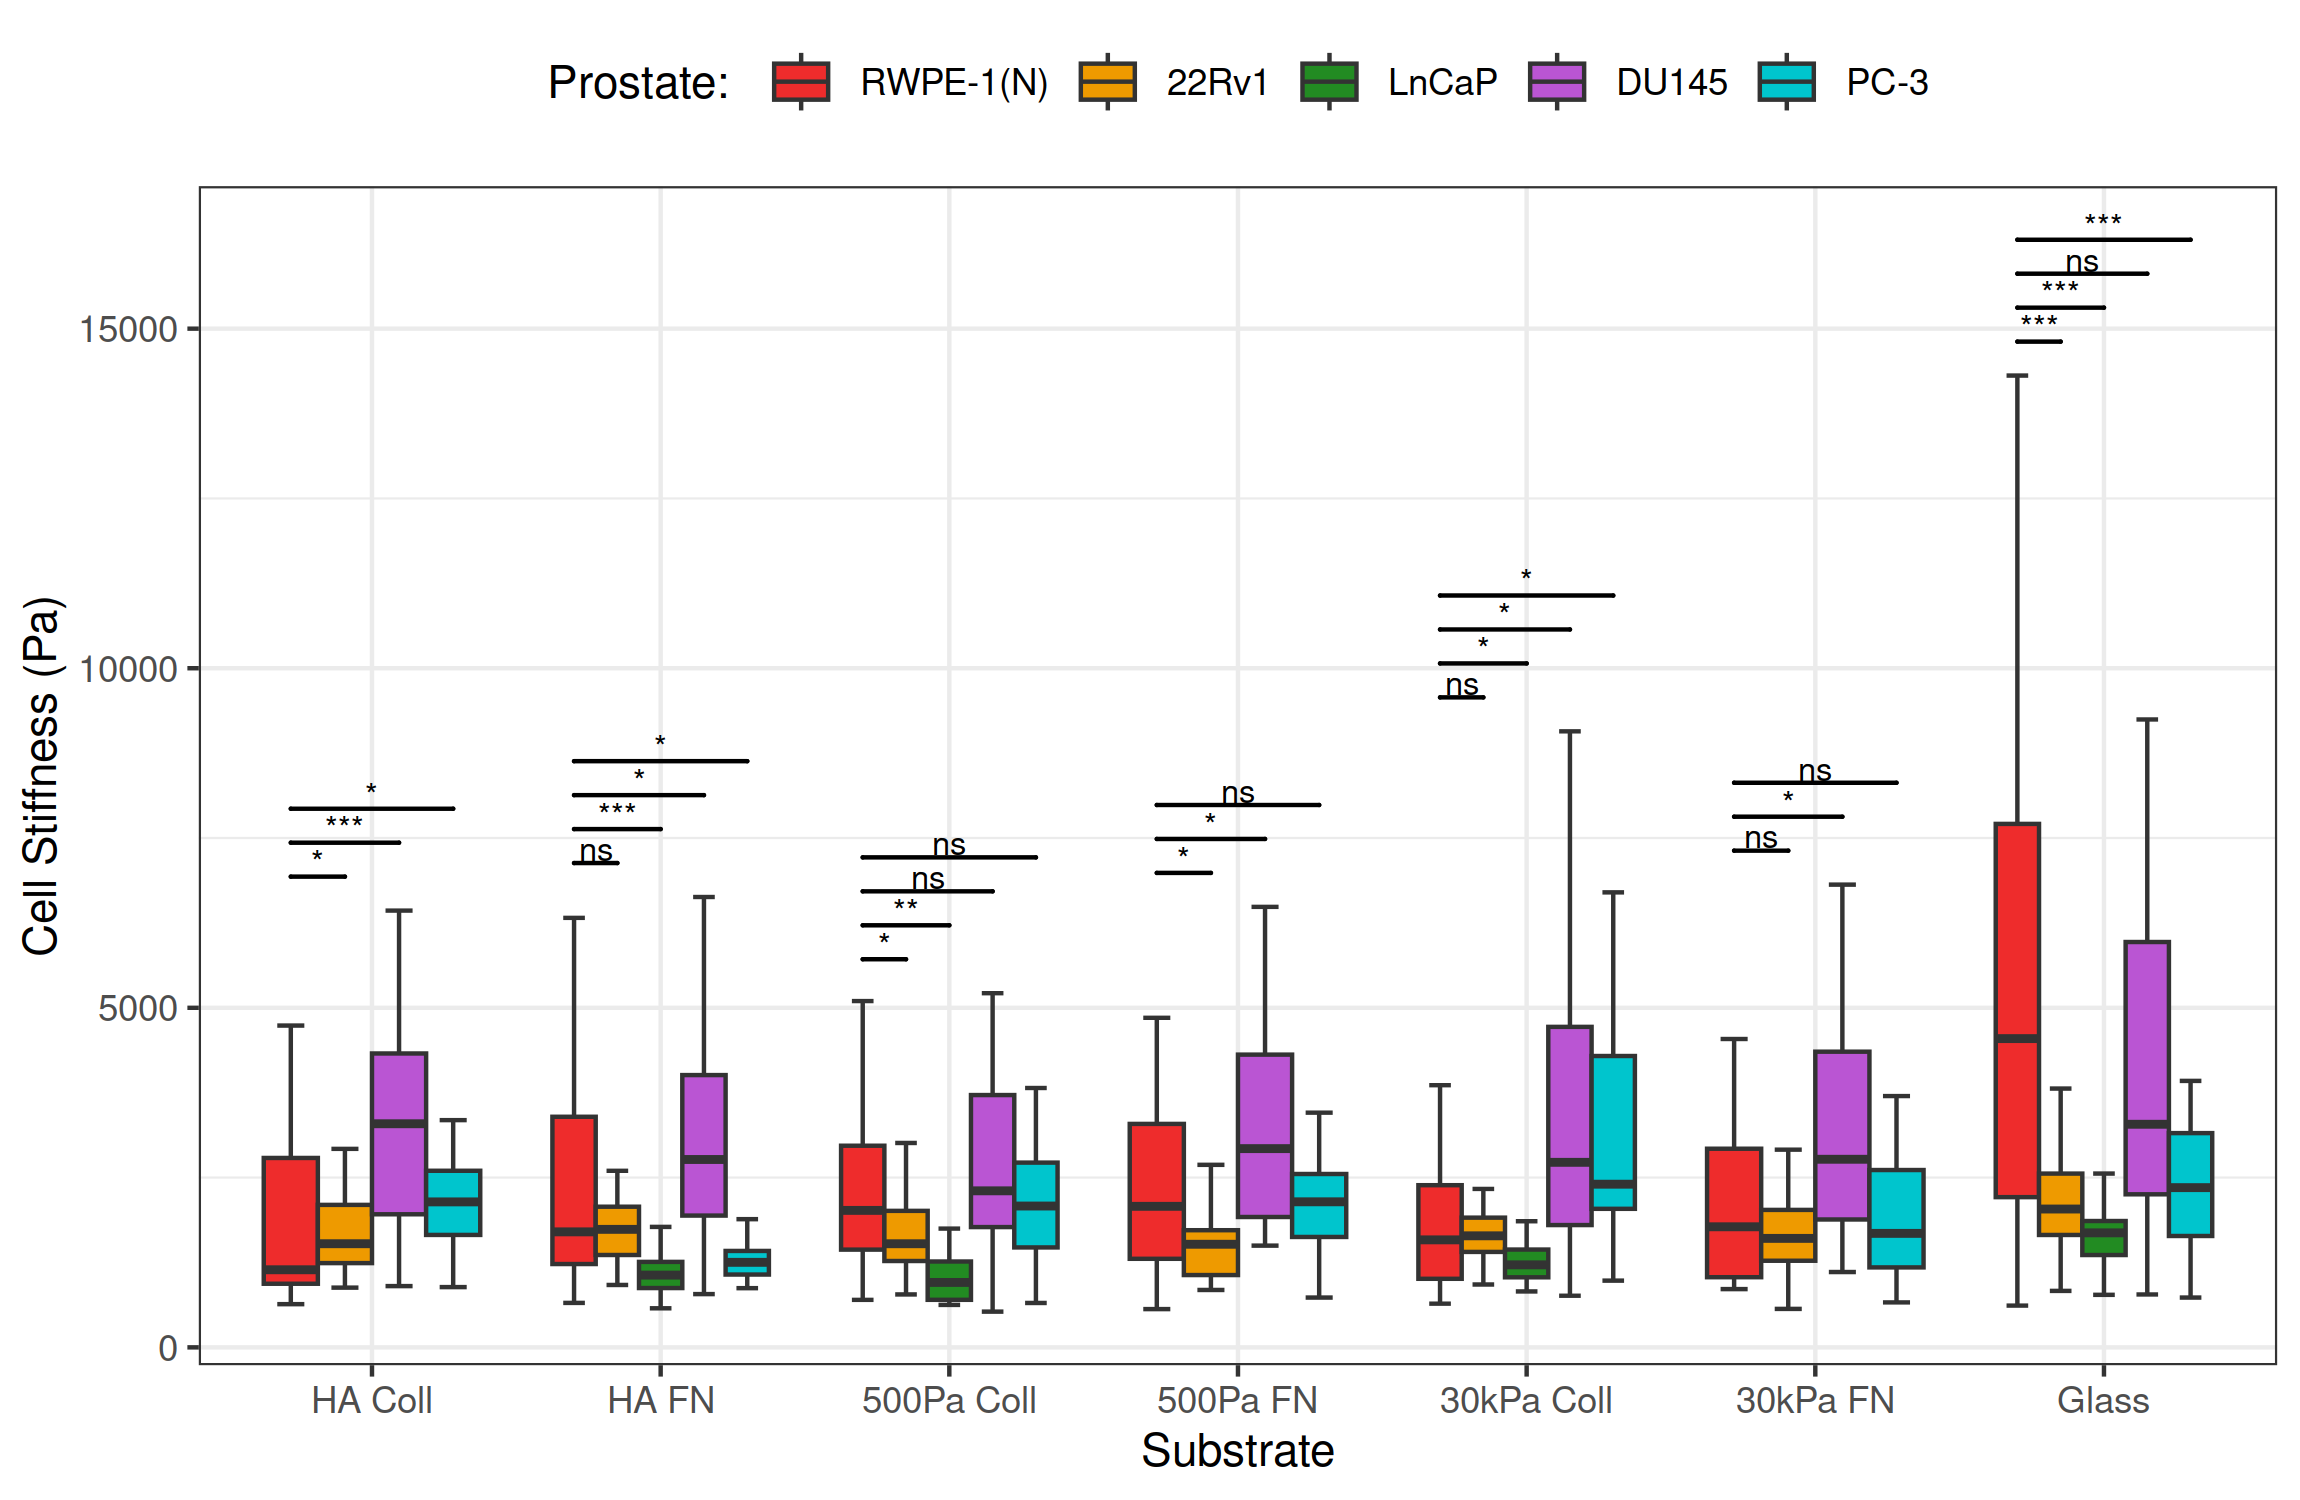 Prostate: RWPE-1(N) 22Rv1 LnCaP DU145 PC-3
***
ns
***
***
15000
*
*
*
ns
10000
*
*
***
ns
*
***
*
ns
ns
**
*
ns
*
*
ns
*
ns
5000
0
Cell Stiffness (Pa)
HA Coll HA FN 500Pa Coll 500Pa FN 30kPa Coll 30kPa FN Glass
Substrate